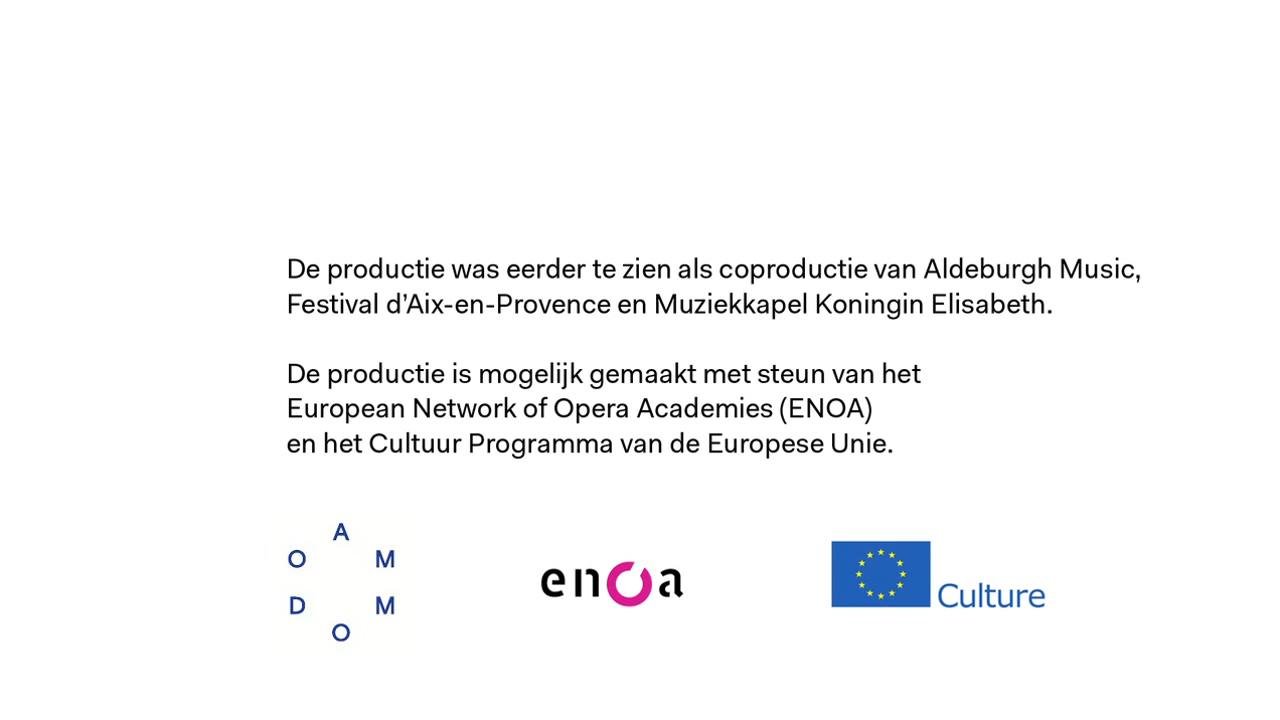 De productie was eerder te zien als coproductie van Aldeburgh Music,
Festival d’Aix-en-Provence en Muziekkapel Koningin Elisabeth.
De productie is mogelijk gemaakt met steun van het
European Network of Opera Academies (ENOA)
en het Cultuur Programma van de Europese Unie.
A
O M
D M
O
enoa
Culture